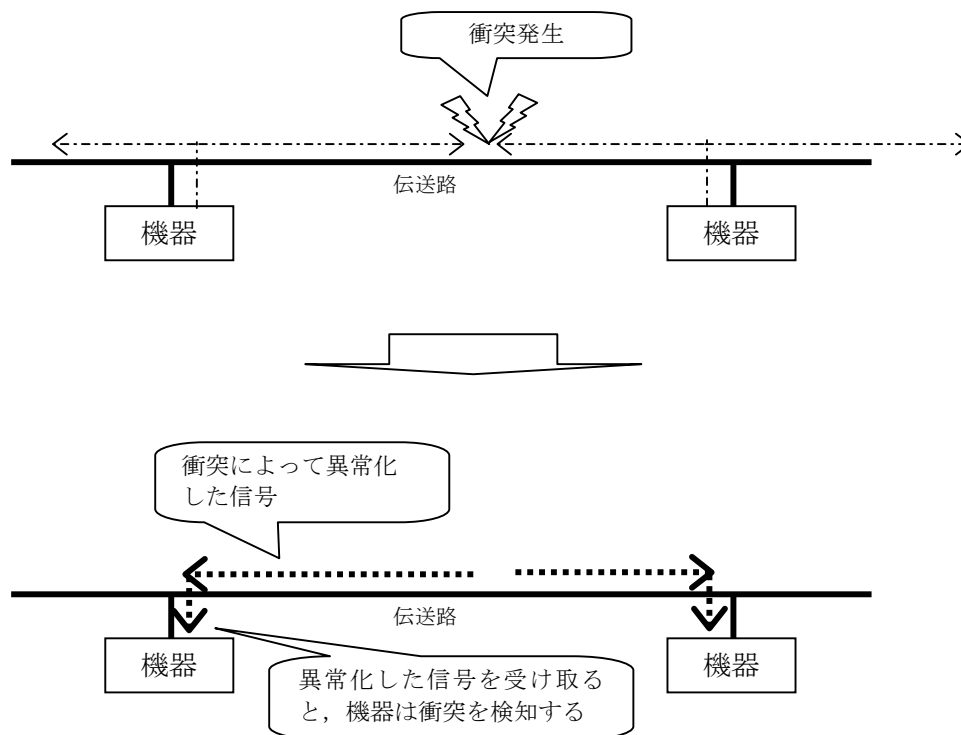 衝突発生
伝送路
機器
機器
衝突によって異常化
した信号
伝送路
機器
機器
異常化した信号を受け取る
と，機器は衝突を検知する